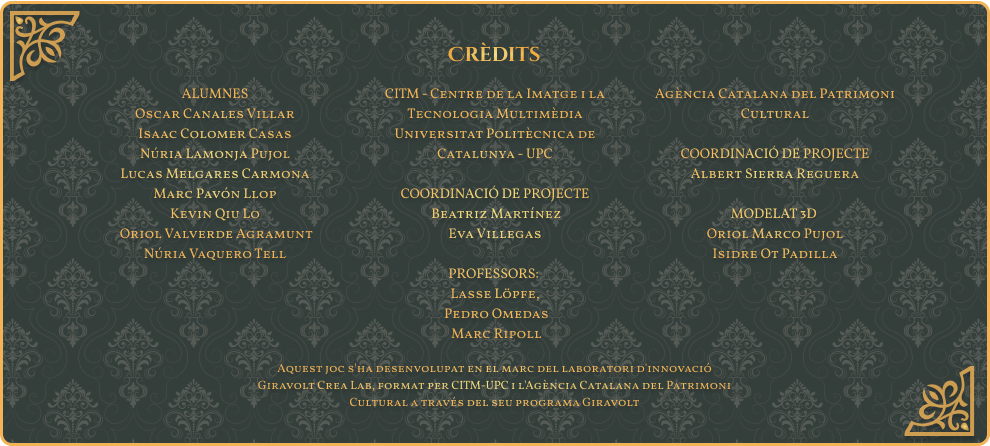 Crèdits
ALUMNES
Oscar Canales Villar
Isaac Colomer Casas
Núria Lamonja Pujol
Lucas Melgares Carmona
Marc Pavón Llop
Kevin Qiu Lo
Oriol Valverde Agramunt
Núria Vaquero Tell
CITM - Centre de la Imatge i la
Tecnologia Multimèdia
Universitat Politècnica de
Catalunya - UPC
COORDINACIÓ DE PROJECTE
Beatriz Martínez
Eva Villegas
PROFESSORS:
Lasse Löpfe,
Pedro Omedas
Marc Ripoll
Agència Catalana del Patrimoni
Cultural
COORDINACIÓ DE PROJECTE
Albert Sierra Reguera
MODELAT 3D
Oriol Marco Pujol
Isidre Ot Padilla
Aquest joc s'ha desenvolupat en el marc del laboratori d'innovació
Giravolt Crea Lab, format per CITM-UPC i l'Agència Catalana del Patrimoni
Cultural a través del seu programa Giravolt